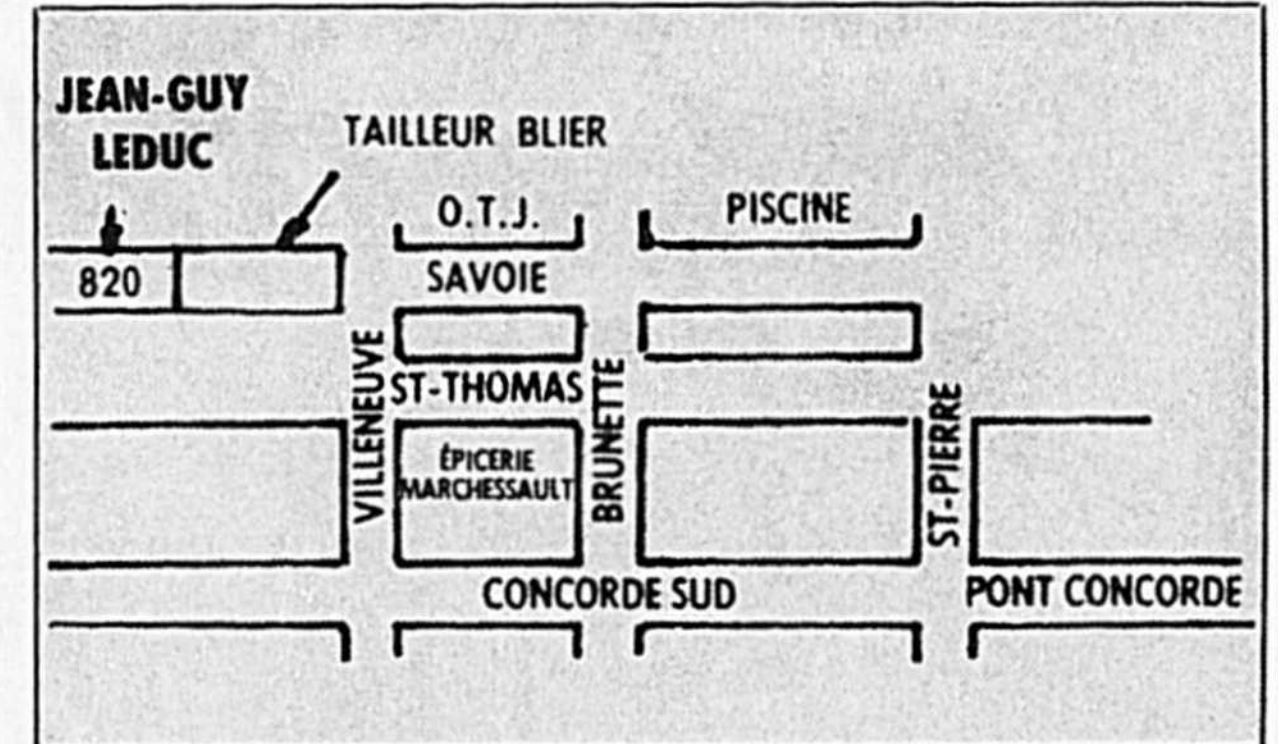 JEAN-GUY
LEDUC
TAILLEUR BLIER
O.T.J.
PISCINE
820
SAVOIE
VILLENEUVE
ST-THOMAS
BRUNETTE
ST-PIERRE
ÉPICERIE
MARCHESSAULT
CONCORDE SUD
PONT CONCORDE